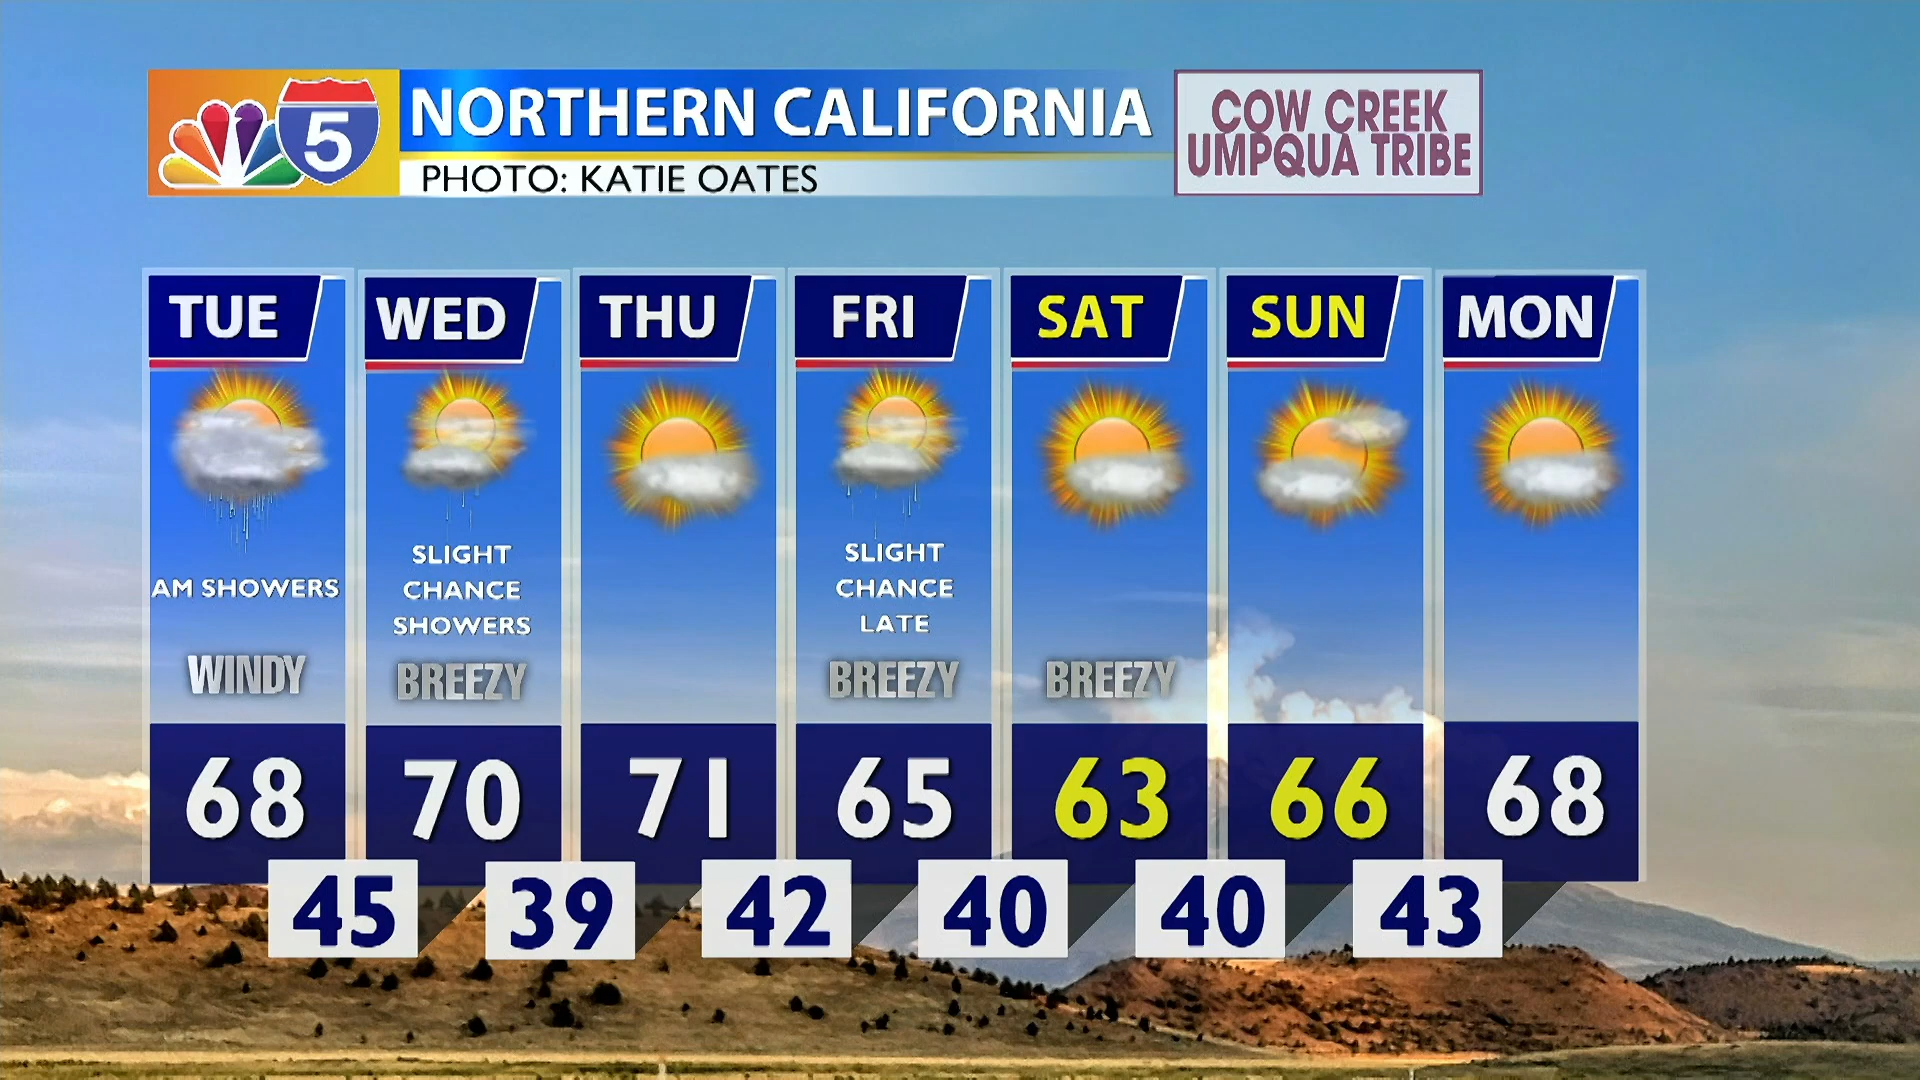 5
NORTHERN CALIFORNIA
PHOTO: KATIE OATES
COW CREEK
UMPQUA TRIBE
TUE
AM SHOWERS
WINDY
68
45
WED
SLIGHT
CHANCE
SHOWERS
BREEZY
70
39
THU
71
42
FRI
SLIGHT
CHANCE
LATE
BREEZY
65
40
SAT
BREEZY
63
40
SUN
66
43
MON
68